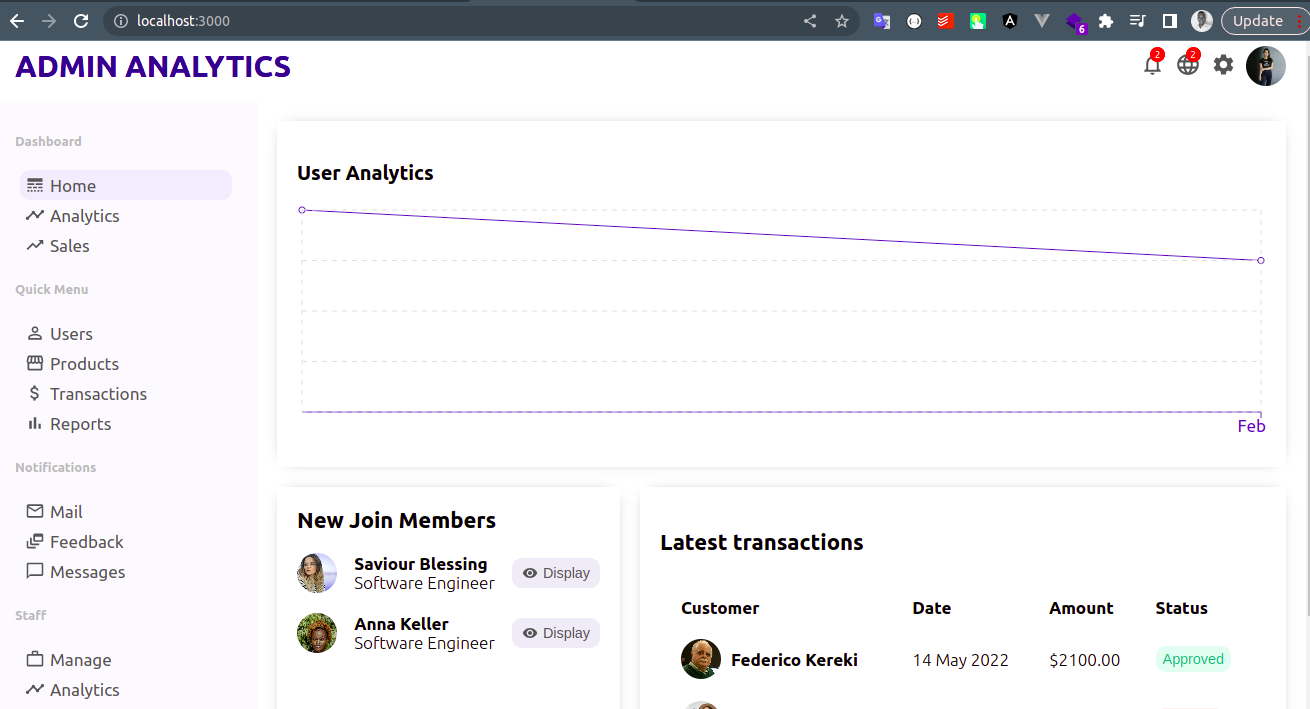 localhost:3000
6
Update
ADMIN ANALYTICS
2
2
Dashboard
Home
Analytics
Sales
Quick Menu
Users
Products
Transactions
Reports
Notifications
Mail
Feedback
Messages
Staff
Manage
Analytics
User Analytics
Feb
New Join Members
Saviour Blessing
Software Engineer
Display
Anna Keller
Software Engineer
Display
Latest transactions
Customer Date Amount Status
Federico Kereki 14 May 2022 $2100.00 Approved